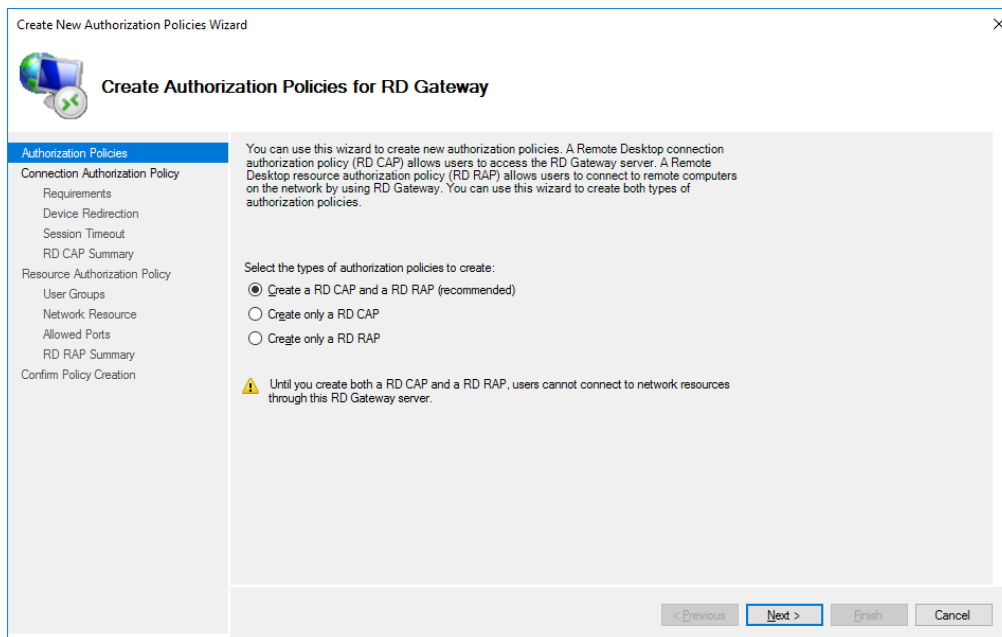 Create New Authorization Policies Wizard
Create Authorization Policies for RD Gateway
Authorization Policies
Connection Authorization Policy
Requirements
Device Redirection
Session Timeout
RD CAP Summary
Resource Authorization Policy
User Groups
Network Resource
Allowed Ports
RD RAP Summary
Confirm Policy Creation
You can use this wizard to create new authorization policies. A Remote Desktop connection
authorization policy (RD CAP) allows users to access the RD Gateway server. A Remote
Desktop resource authorization policy (RD RAP) allows users to connect to remote computers
on the network by using RD Gateway. You can use this wizard to create both types of
authorization policies.
Select the types of authorization policies to create:
Create a RD CAP and a RD RAP (recommended)
Create only a RD CAP
Create only a RD RAP
Until you create both a RD CAP and a RD RAP, users cannot connect to network resources
through this RD Gateway server.
< Previous
Next >
Finish
Cancel